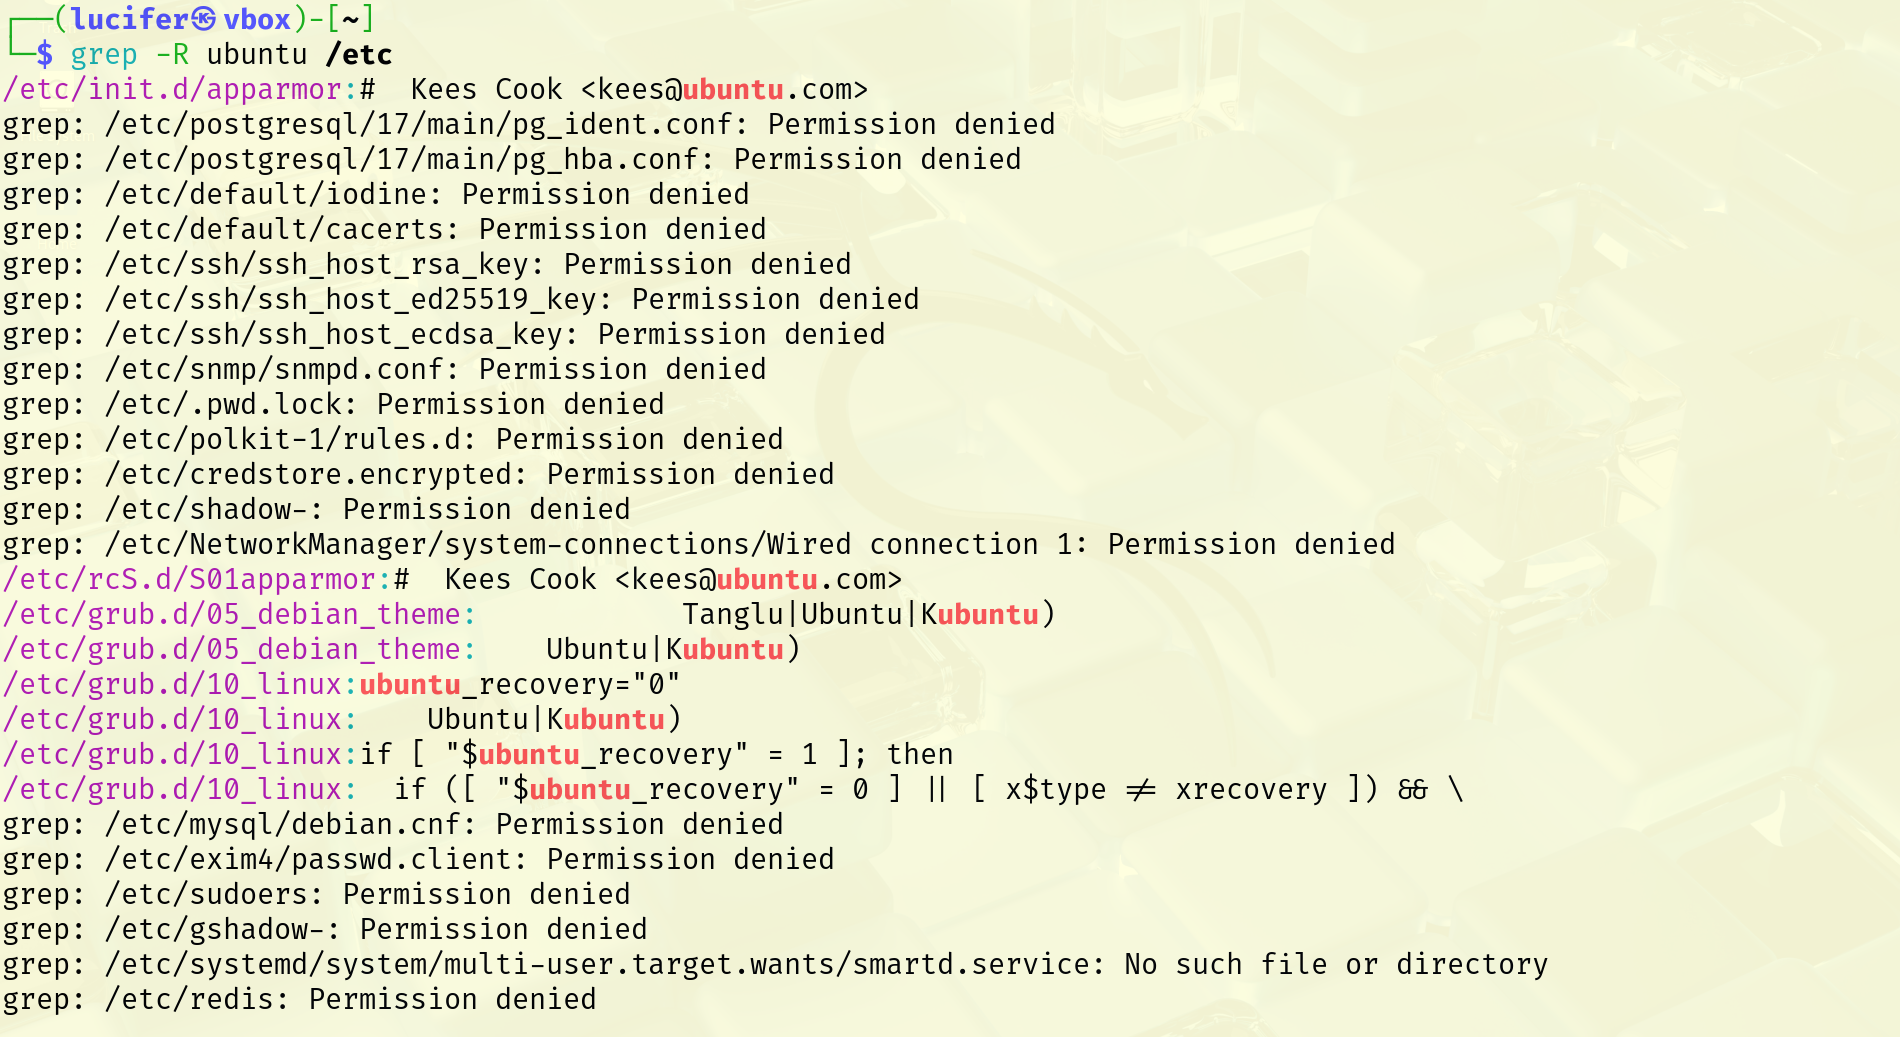 ┌──(lucifer㉿vbox)-[~]
└─$ grep -R ubuntu /etc
/etc/init.d/apparmor:#  Kees Cook <kees@ubuntu.com>
grep: /etc/postgresql/17/main/pg_ident.conf: Permission denied
grep: /etc/postgresql/17/main/pg_hba.conf: Permission denied
grep: /etc/default/iodine: Permission denied
grep: /etc/default/cacerts: Permission denied
grep: /etc/ssh/ssh_host_rsa_key: Permission denied
grep: /etc/ssh/ssh_host_ed25519_key: Permission denied
grep: /etc/ssh/ssh_host_ecdsa_key: Permission denied
grep: /etc/snmp/snmpd.conf: Permission denied
grep: /etc/.pwd.lock: Permission denied
grep: /etc/polkit-1/rules.d: Permission denied
grep: /etc/credstore.encrypted: Permission denied
grep: /etc/shadow-: Permission denied
grep: /etc/NetworkManager/system-connections/Wired connection 1: Permission denied
/etc/rcS.d/S01apparmor:#  Kees Cook <kees@ubuntu.com>
/etc/grub.d/05_debian_theme:            Tanglu|Ubuntu|Kubuntu)
/etc/grub.d/05_debian_theme:    Ubuntu|Kubuntu)
/etc/grub.d/10_linux:ubuntu_recovery="0"
/etc/grub.d/10_linux:    Ubuntu|Kubuntu)
/etc/grub.d/10_linux:if [ "$ubuntu_recovery" = 1 ]; then
/etc/grub.d/10_linux:  if ([ "$ubuntu_recovery" = 0 ] || [ x$type != xrecovery ]) && \
grep: /etc/mysql/debian.cnf: Permission denied
grep: /etc/exim4/passwd.client: Permission denied
grep: /etc/sudoers: Permission denied
grep: /etc/gshadow-: Permission denied
grep: /etc/systemd/system/multi-user.target.wants/smartd.service: No such file or directory
grep: /etc/redis: Permission denied